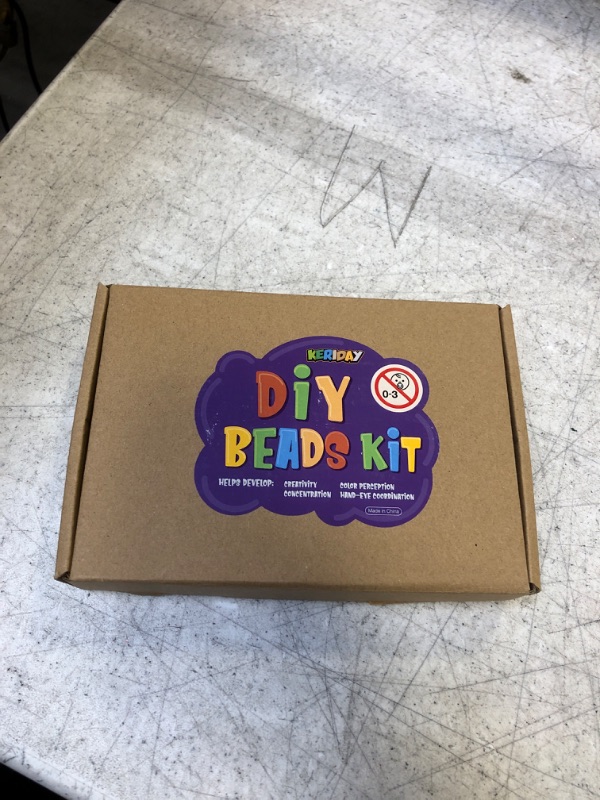 KERIDAY
DiY
0-3
BEADS KiT
HELPS DEVELOP: CREATIVITY COLOR PERCEPTION
CONCENTRATION HAND-EYE COORDINATION
Made in China